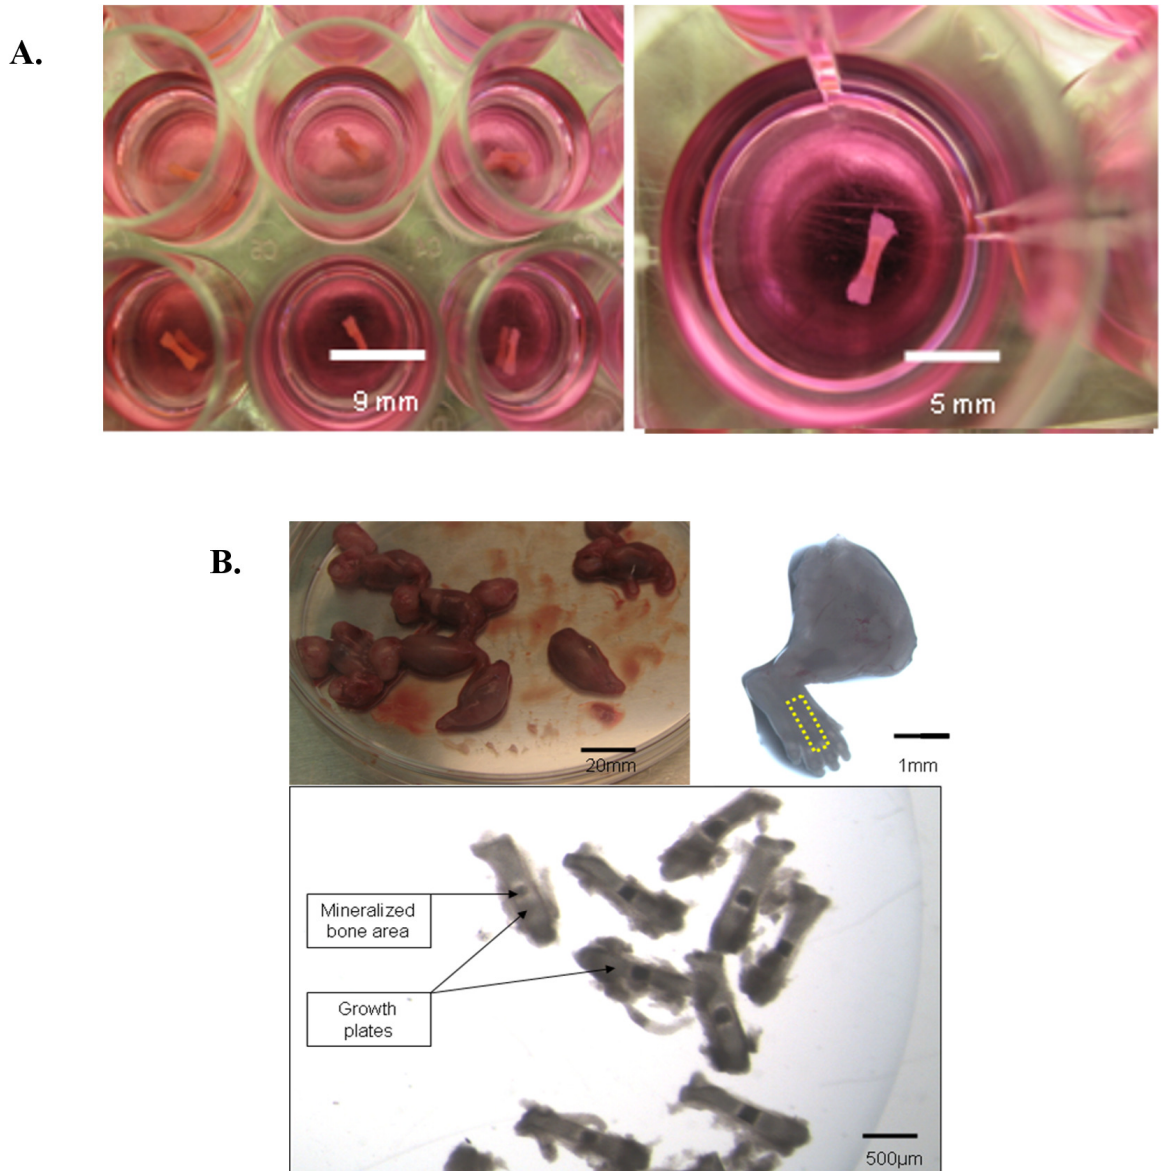 A.
9 mm
5 mm
B.
20mm
1mm
Mineralized
bone area
Growth
plates
500µm